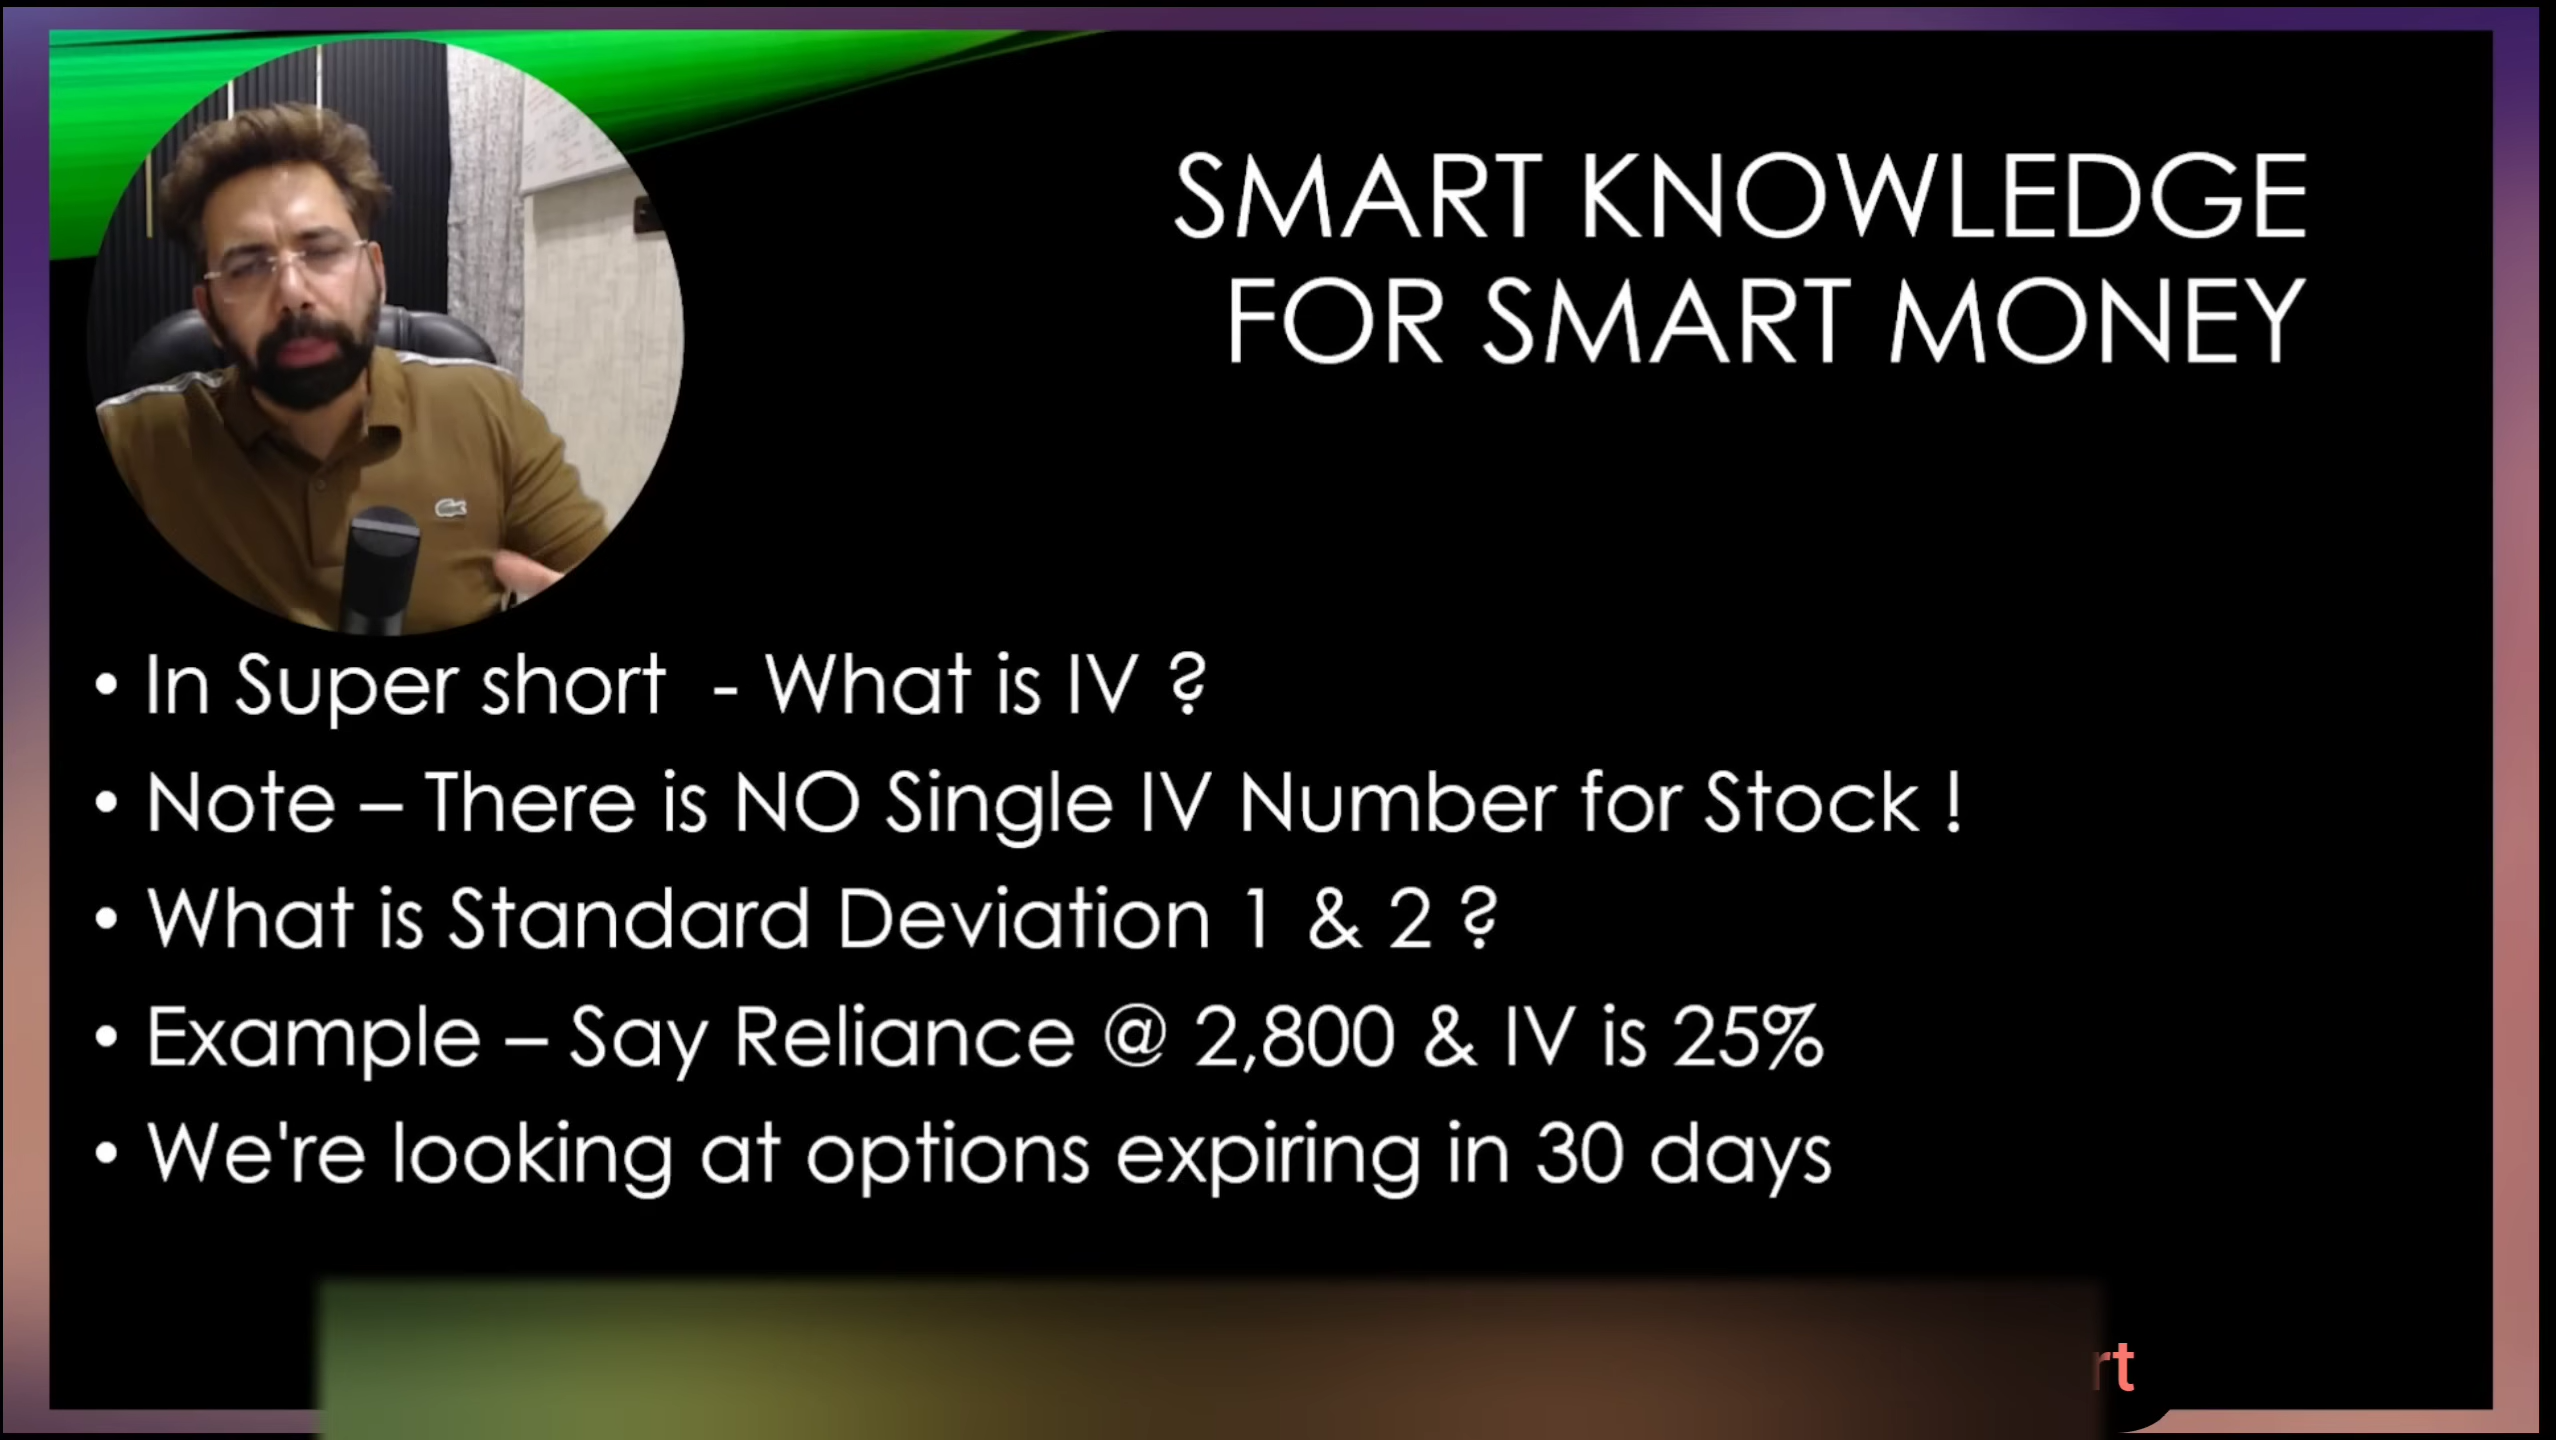 SMART KNOWLEDGE
FOR SMART MONEY
• In Super short  - What is IV ?
• Note – There is NO Single IV Number for Stock !
• What is Standard Deviation 1 & 2 ?
• Example – Say Reliance @ 2,800 & IV is 25%
• We're looking at options expiring in 30 days